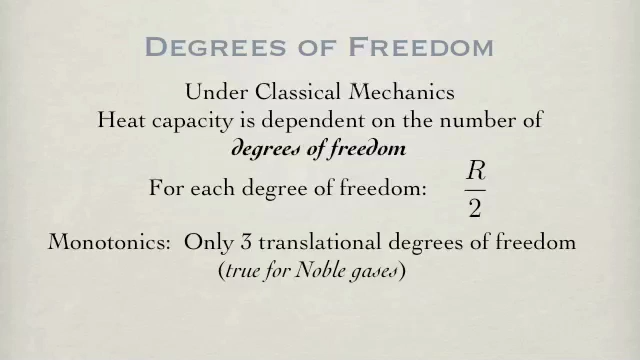 DEGREES OF FREEDOM
Under Classical Mechanics
Heat capacity is dependent on the number of
degrees of freedom
For each degree of freedom: R/2
Monotonics: Only 3 translational degrees of freedom
(true for Noble gases)